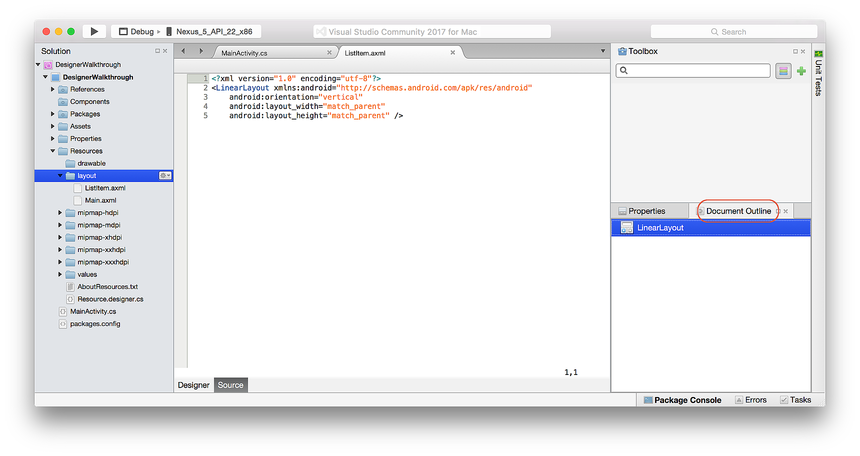 Debug
Nexus_5_API_22_x86
Visual Studio Community 2017 for Mac
Search
Solution
DesignerWalkthrough
DesignerWalkthrough
References
Components
Packages
Assets
Properties
Resources
drawable
layout
ListItem.axml
Main.axml
mipmap-hdpi
mipmap-mdpi
mipmap-xhdpi
mipmap-xxhdpi
mipmap-xxxhdpi
values
AboutResources.txt
Resource.designer.cs
MainActivity.cs
packages.config
MainActivity.cs
ListItem.axml
1 <?xml version="1.0" encoding="utf-8"?>
2 <LinearLayout xmlns:android="http://schemas.android.com/apk/res/android"
3 android:orientation="vertical"
4 android:layout_width="match_parent"
5 android:layout_height="match_parent" />
1,1
Designer
Source
Toolbox
Properties
Document Outline
LinearLayout
Unit Tests
Package Console
Errors
Tasks